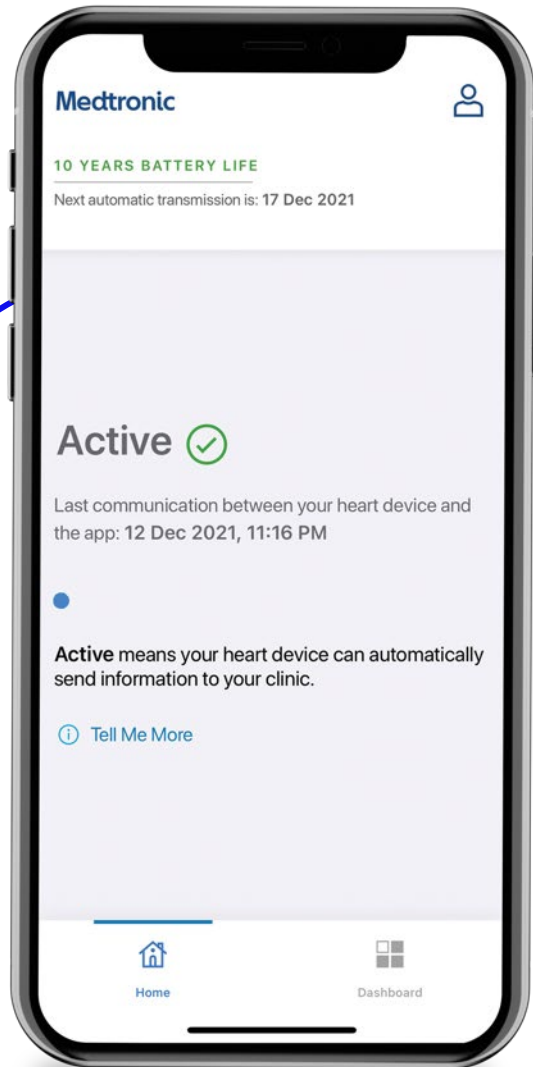 Medtronic
10 YEARS BATTERY LIFE
Next automatic transmission is: 17 Dec 2021
Active
Last communication between your heart device and
the app: 12 Dec 2021, 11:16 PM
Active means your heart device can automatically
send information to your clinic.
Tell Me More
Home
Dashboard